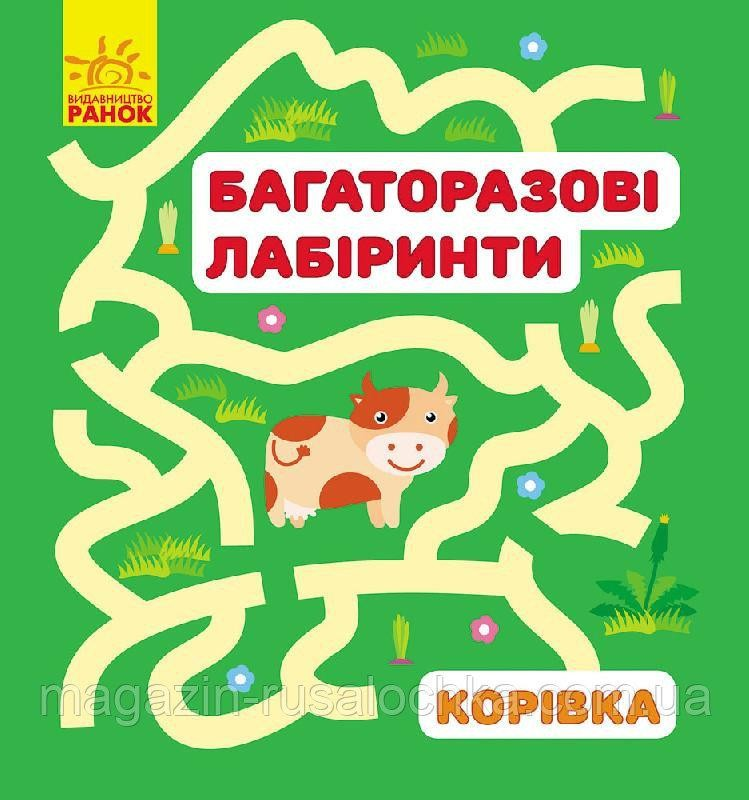 ВИДАВНИЦТВО
РАНОК
БАГАТОРАЗОВІ
ЛАБІРИНТИ
magazin-rusalochka.com.ua
КОРІВКА